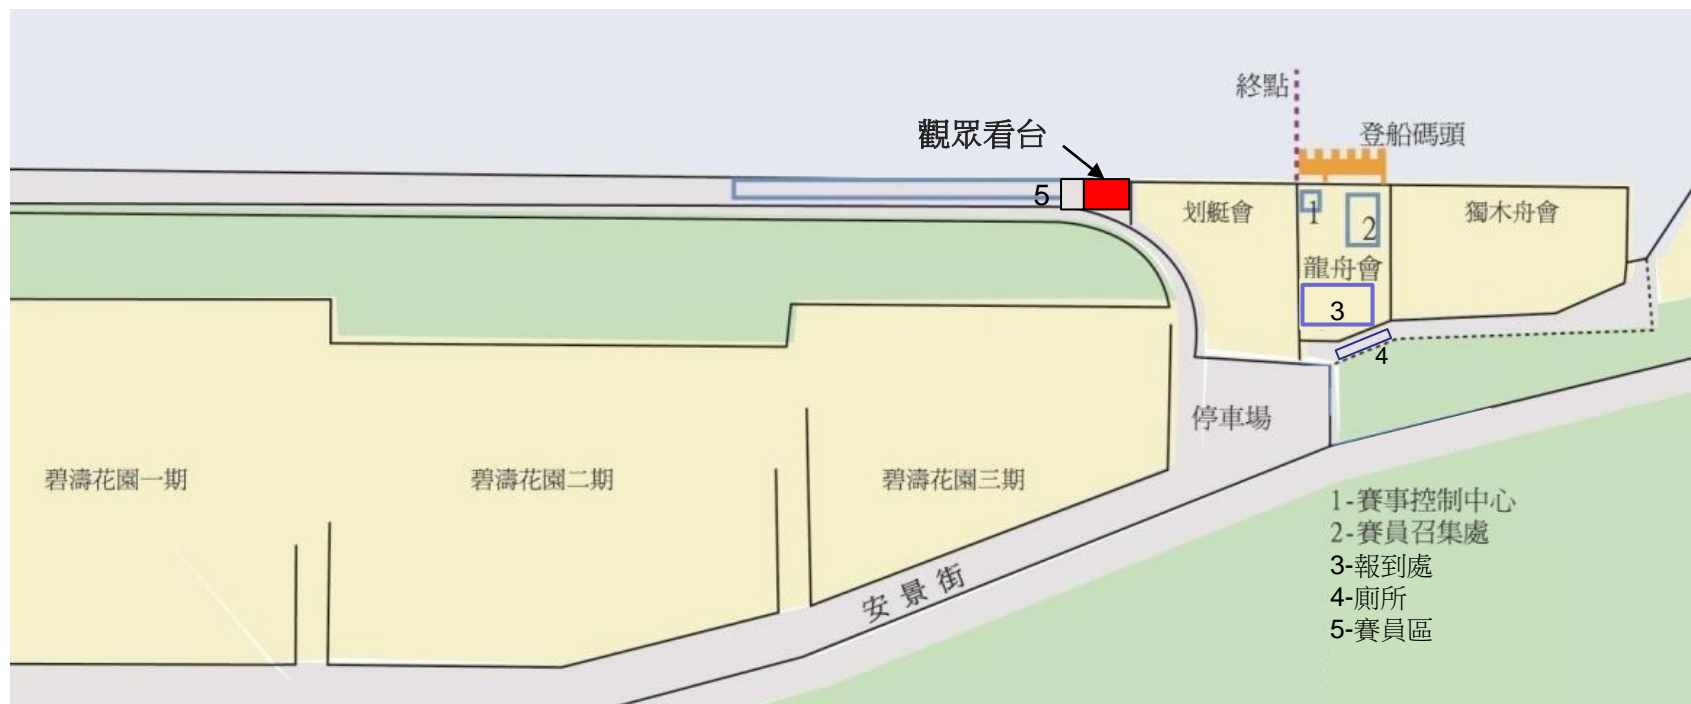 終點
登船碼頭
觀眾看台
5
划艇會
1
2
獨木舟會
龍舟會
3
4
停車場
碧濤花園一期
碧濤花園二期
碧濤花園三期
安景街
1-賽事控制中心
2-賽員召集處
3-報到處
4-廁所
5-賽員區